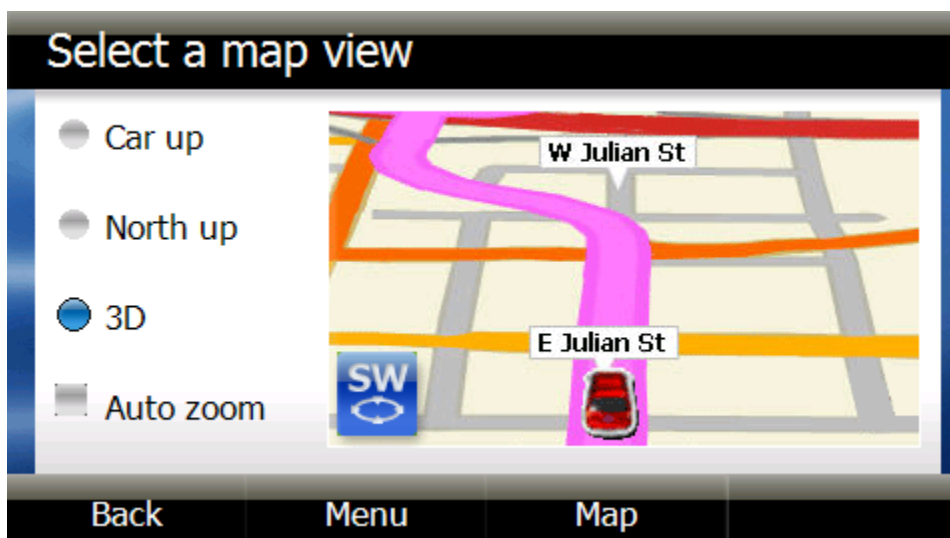 Select a map view
Car up
North up
3D
Auto zoom
W Julian St
E Julian St
SW
Back Menu Map